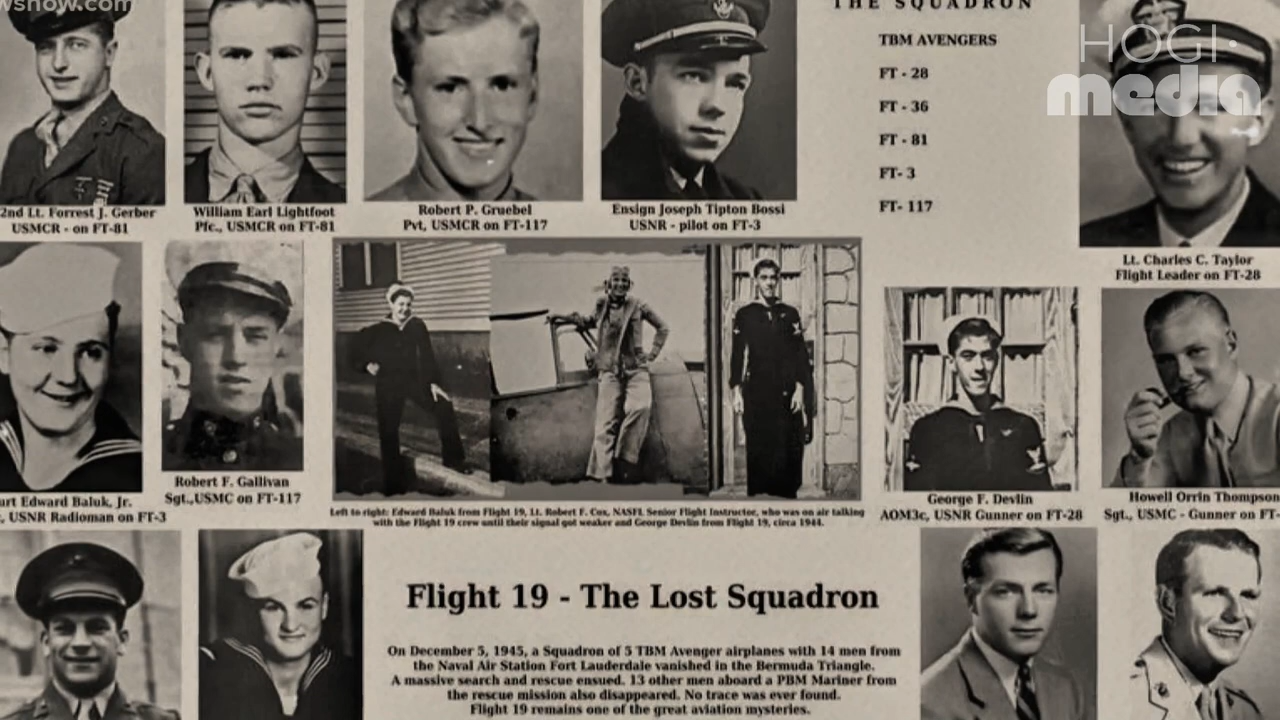 wsnow.com
THE SQUADRON
TBM AVENGERS
FT - 28
FT - 36
FT - 81
FT- 3
FT- 117
HOGI
media
2nd Lt. Forrest J. Gerber
USMCR - on FT-81
William Earl Lightfoot
Pfc., USMCR on FT-81
Robert P. Gruebel
Pvt, USMCR on FT-117
Ensign Joseph Tipton Bossi
USNR - pilot on FT-3
Lt. Charles C. Taylor
Flight Leader on FT-28
urt Edward Baluk, Jr.
, USNR Radioman on FT-3
Robert F. Gallivan
Sgt.,USMC on FT-117
Left to right: Edward Baluk from Flight 19, Lt. Robert F. Cox, NASFL Senior Flight Instructor, who was on air talking
with the Flight 19 crew until their signal got weaker and George Devlin from Flight 19, circa 1944.
George F. Devlin
AOM3c, USNR Gunner on FT-28
Howell Orrin Thompson
Sgt., USMC - Gunner on FT-
Flight 19 - The Lost Squadron
On December 5, 1945, a Squadron of 5 TBM Avenger airplanes with 14 men from
the Naval Air Station Fort Lauderdale vanished in the Bermuda Triangle.
A massive search and rescue ensued. 13 other men aboard a PBM Mariner from
the rescue mission also disappeared. No trace was ever found.
Flight 19 remains one of the great aviation mysteries.